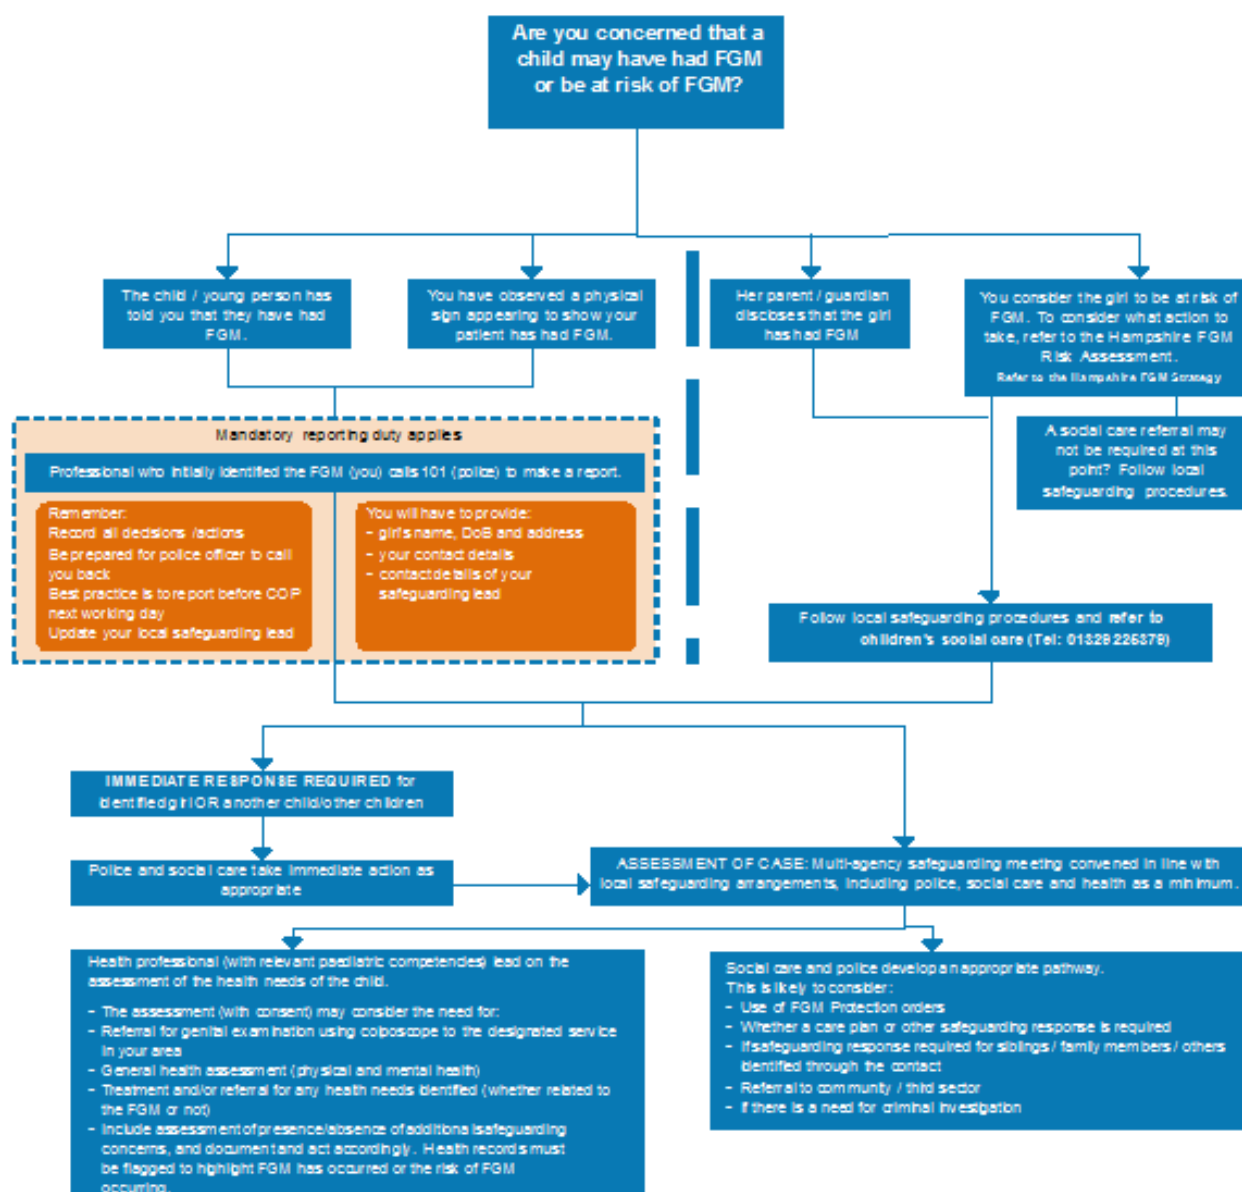 Are you concerned that a
child may have had FGM
or be at risk of FGM?
The child / young person has
told you that they have had
FGM.
You have observed a physical
sign appearing to show your
patient has had FGM.
Her parent / guardian
discloses that the girl
has had FGM
You consider the girl to be at risk of
FGM. To consider what action to
take, refer to the Hampshire FGM
Risk Assessment.
Refer to the Hampshire FGM Strategy
A social care referral may
not be required at this
point? Follow local
safeguarding procedures.
Mandatory reporting duty applies
Professional who initially identified the FGM (you) calls 101 (police) to make a report.
Remember:
Record all decisions /actions
Be prepared for police officer to call
you back
Best practice is to report before COP
next working day
Update your local safeguarding lead
You will have to provide:
- girl's name, DoB and address
- your contact details
- contact details of your
safeguarding lead
Follow local safeguarding procedures and refer to
children's social care (Tel: 01329 225379)
IMMEDIATE RESPONSE REQUIRED for
identified girl OR another child/other children
Police and social care take immediate action as
appropriate
ASSESSMENT OF CASE: Multi-agency safeguarding meeting convened in line with
local safeguarding arrangements, including police, social care and health as a minimum.
Health professional (with relevant paediatric competencies) lead on the
assessment of the health needs of the child.
- The assessment (with consent) may consider the need for:
- Referral for genital examination using colposcope to the designated service
in your area
- General health assessment (physical and mental health)
- Treatment and/or referral for any health needs identified (whether related to
the FGM or not)
- Include assessment of presence/absence of additional safeguarding
concerns, and document and act accordingly. Health records must
be flagged to highlight FGM has occurred or the risk of FGM
occurring.
Social care and police develop an appropriate pathway.
This is likely to consider:
- Use of FGM Protection orders
- Whether a care plan or other safeguarding response is required
- If safeguarding response required for siblings / family members / others
identified through the contact
- Referral to community / third sector
- If there is a need for criminal investigation